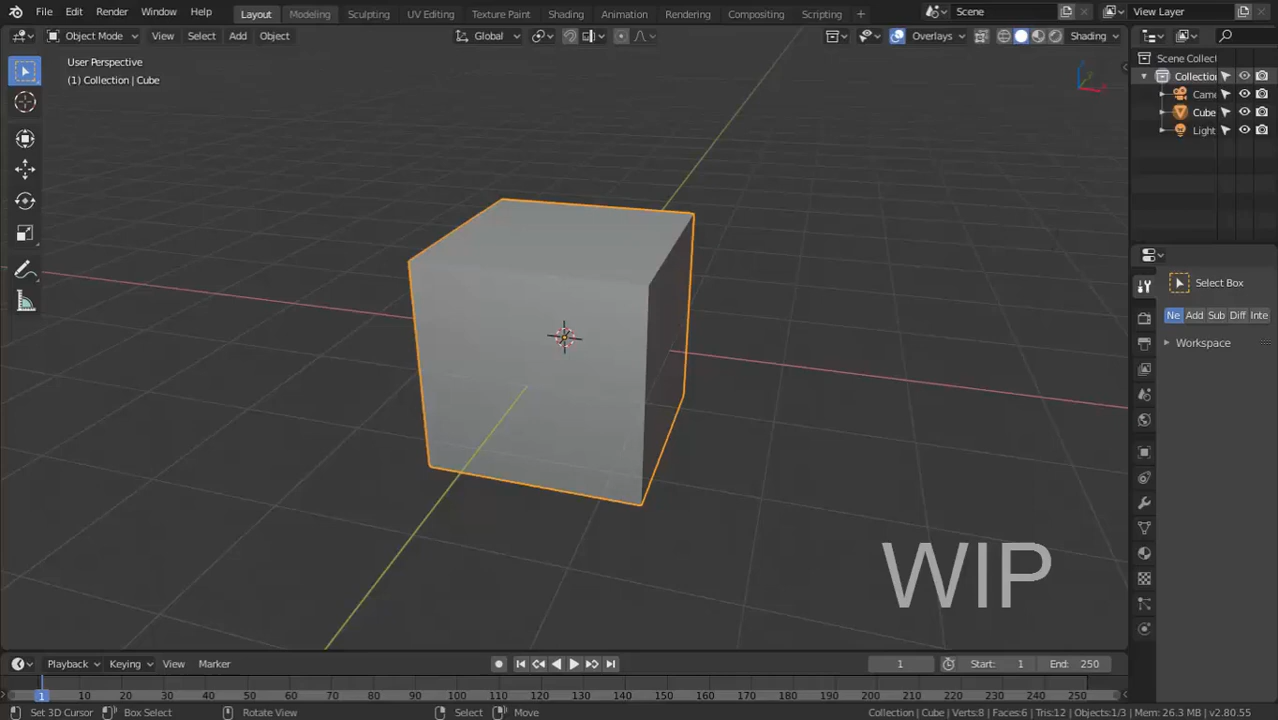 File Edit Render Window Help Layout Modeling Sculpting UV Editing Texture Paint Shading Animation Rendering Compositing Scripting + Scene View Layer
Object Mode View Select Add Object Global Overlays Shading
User Perspective
(1) Collection | Cube
Scene Collect
Collection
Came
Cube
Light
Select Box
Ne Add Sub Diff Inte
Workspace
WIP
Playback Keying View Marker 1 Start: 1 End: 250
1 10 20 30 40 50 60 70 80 90 100 110 120 130 140 150 160 170 180 190 200 210 220 230 240 250
Set 3D Cursor Box Select Rotate View Select Move Collection | Cube | Verts:8 | Faces:6 | Tris:12 | Objects:1/3 | Mem: 26.3 MB | v2.80.55